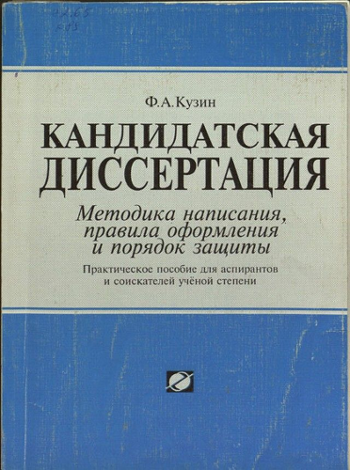 Ф.А.Кузин
КАНДИДАТСКАЯ
ДИССЕРТАЦИЯ
Методика написания,
правила оформления
и порядок защиты
Практическое пособие для аспирантов
и соискателей учёной степени